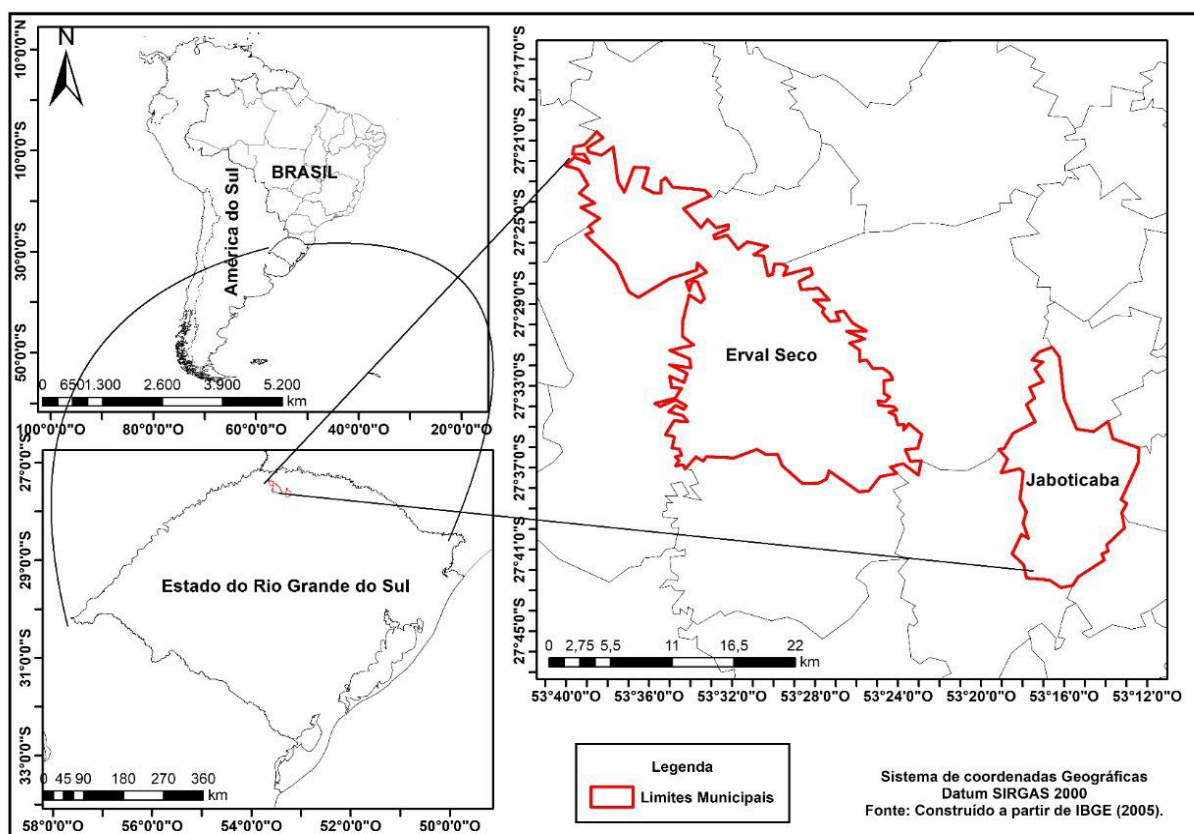 N
10°0'0"N
0°0'0"
10°0'0"S
30°0'0"S
50°0'0"S
América do Sul
BRASIL
0 650 1.300 2.600 3.900 5.200
km
100°0'0"O 80°0'0"O 60°0'0"O 40°0'0"O 20°0'0"O
27°0'0"S
29°0'0"S
31°0'0"S
33°0'0"S
Estado do Rio Grande do Sul
0 45 90 180 270 360
km
58°0'0"O 56°0'0"O 54°0'0"O 52°0'0"O 50°0'0"O
27°17'0"S
27°21'0"S
27°25'0"S
27°29'0"S
27°33'0"S
27°37'0"S
27°41'0"S
27°45'0"S
Erval Seco
Jaboticaba
0 2,75 5,5 11 16,5 22
km
53°40'0"O 53°36'0"O 53°32'0"O 53°28'0"O 53°24'0"O 53°20'0"O 53°16'0"O 53°12'0"O
Legenda
Limites Municipais
Sistema de coordenadas Geográficas
Datum SIRGAS 2000
Fonte: Construído a partir de IBGE (2005).